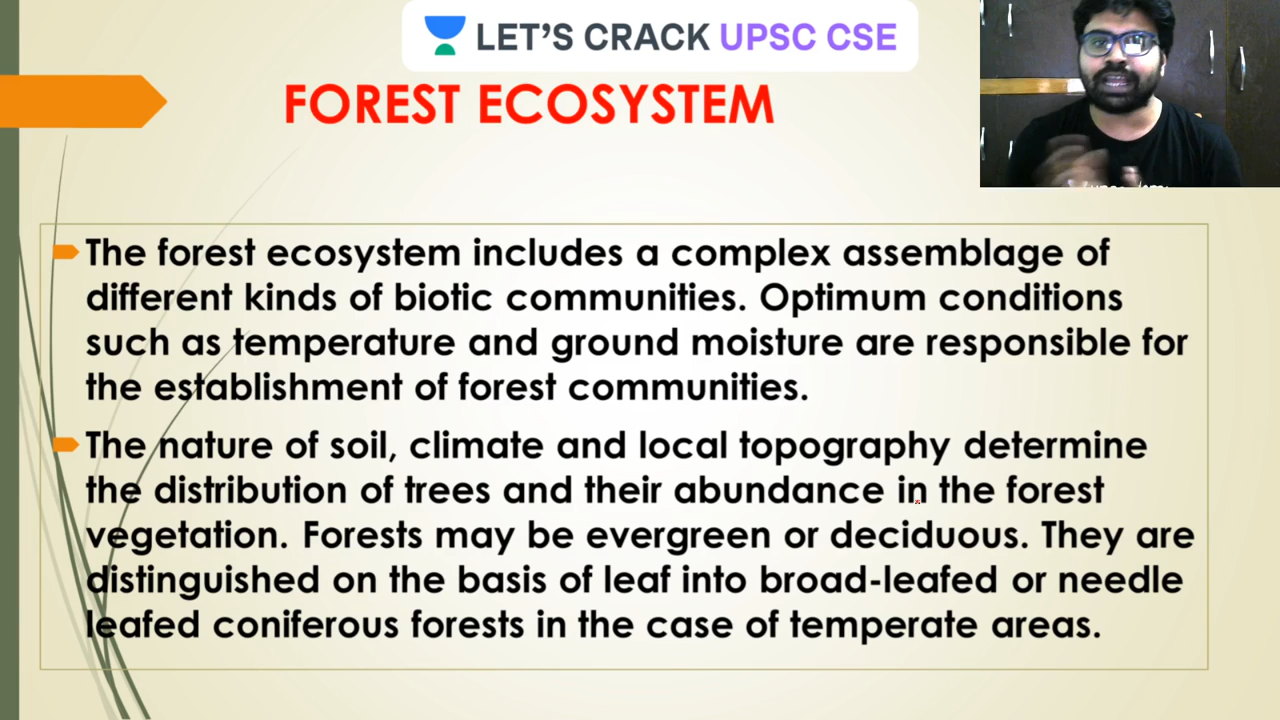 LET'S CRACK UPSC CSE
FOREST ECOSYSTEM
The forest ecosystem includes a complex assemblage of
different kinds of biotic communities. Optimum conditions
such as temperature and ground moisture are responsible for
the establishment of forest communities.
The nature of soil, climate and local topography determine
the distribution of trees and their abundance in the forest
vegetation. Forests may be evergreen or deciduous. They are
distinguished on the basis of leaf into broad-leafed or needle
leafed coniferous forests in the case of temperate areas.